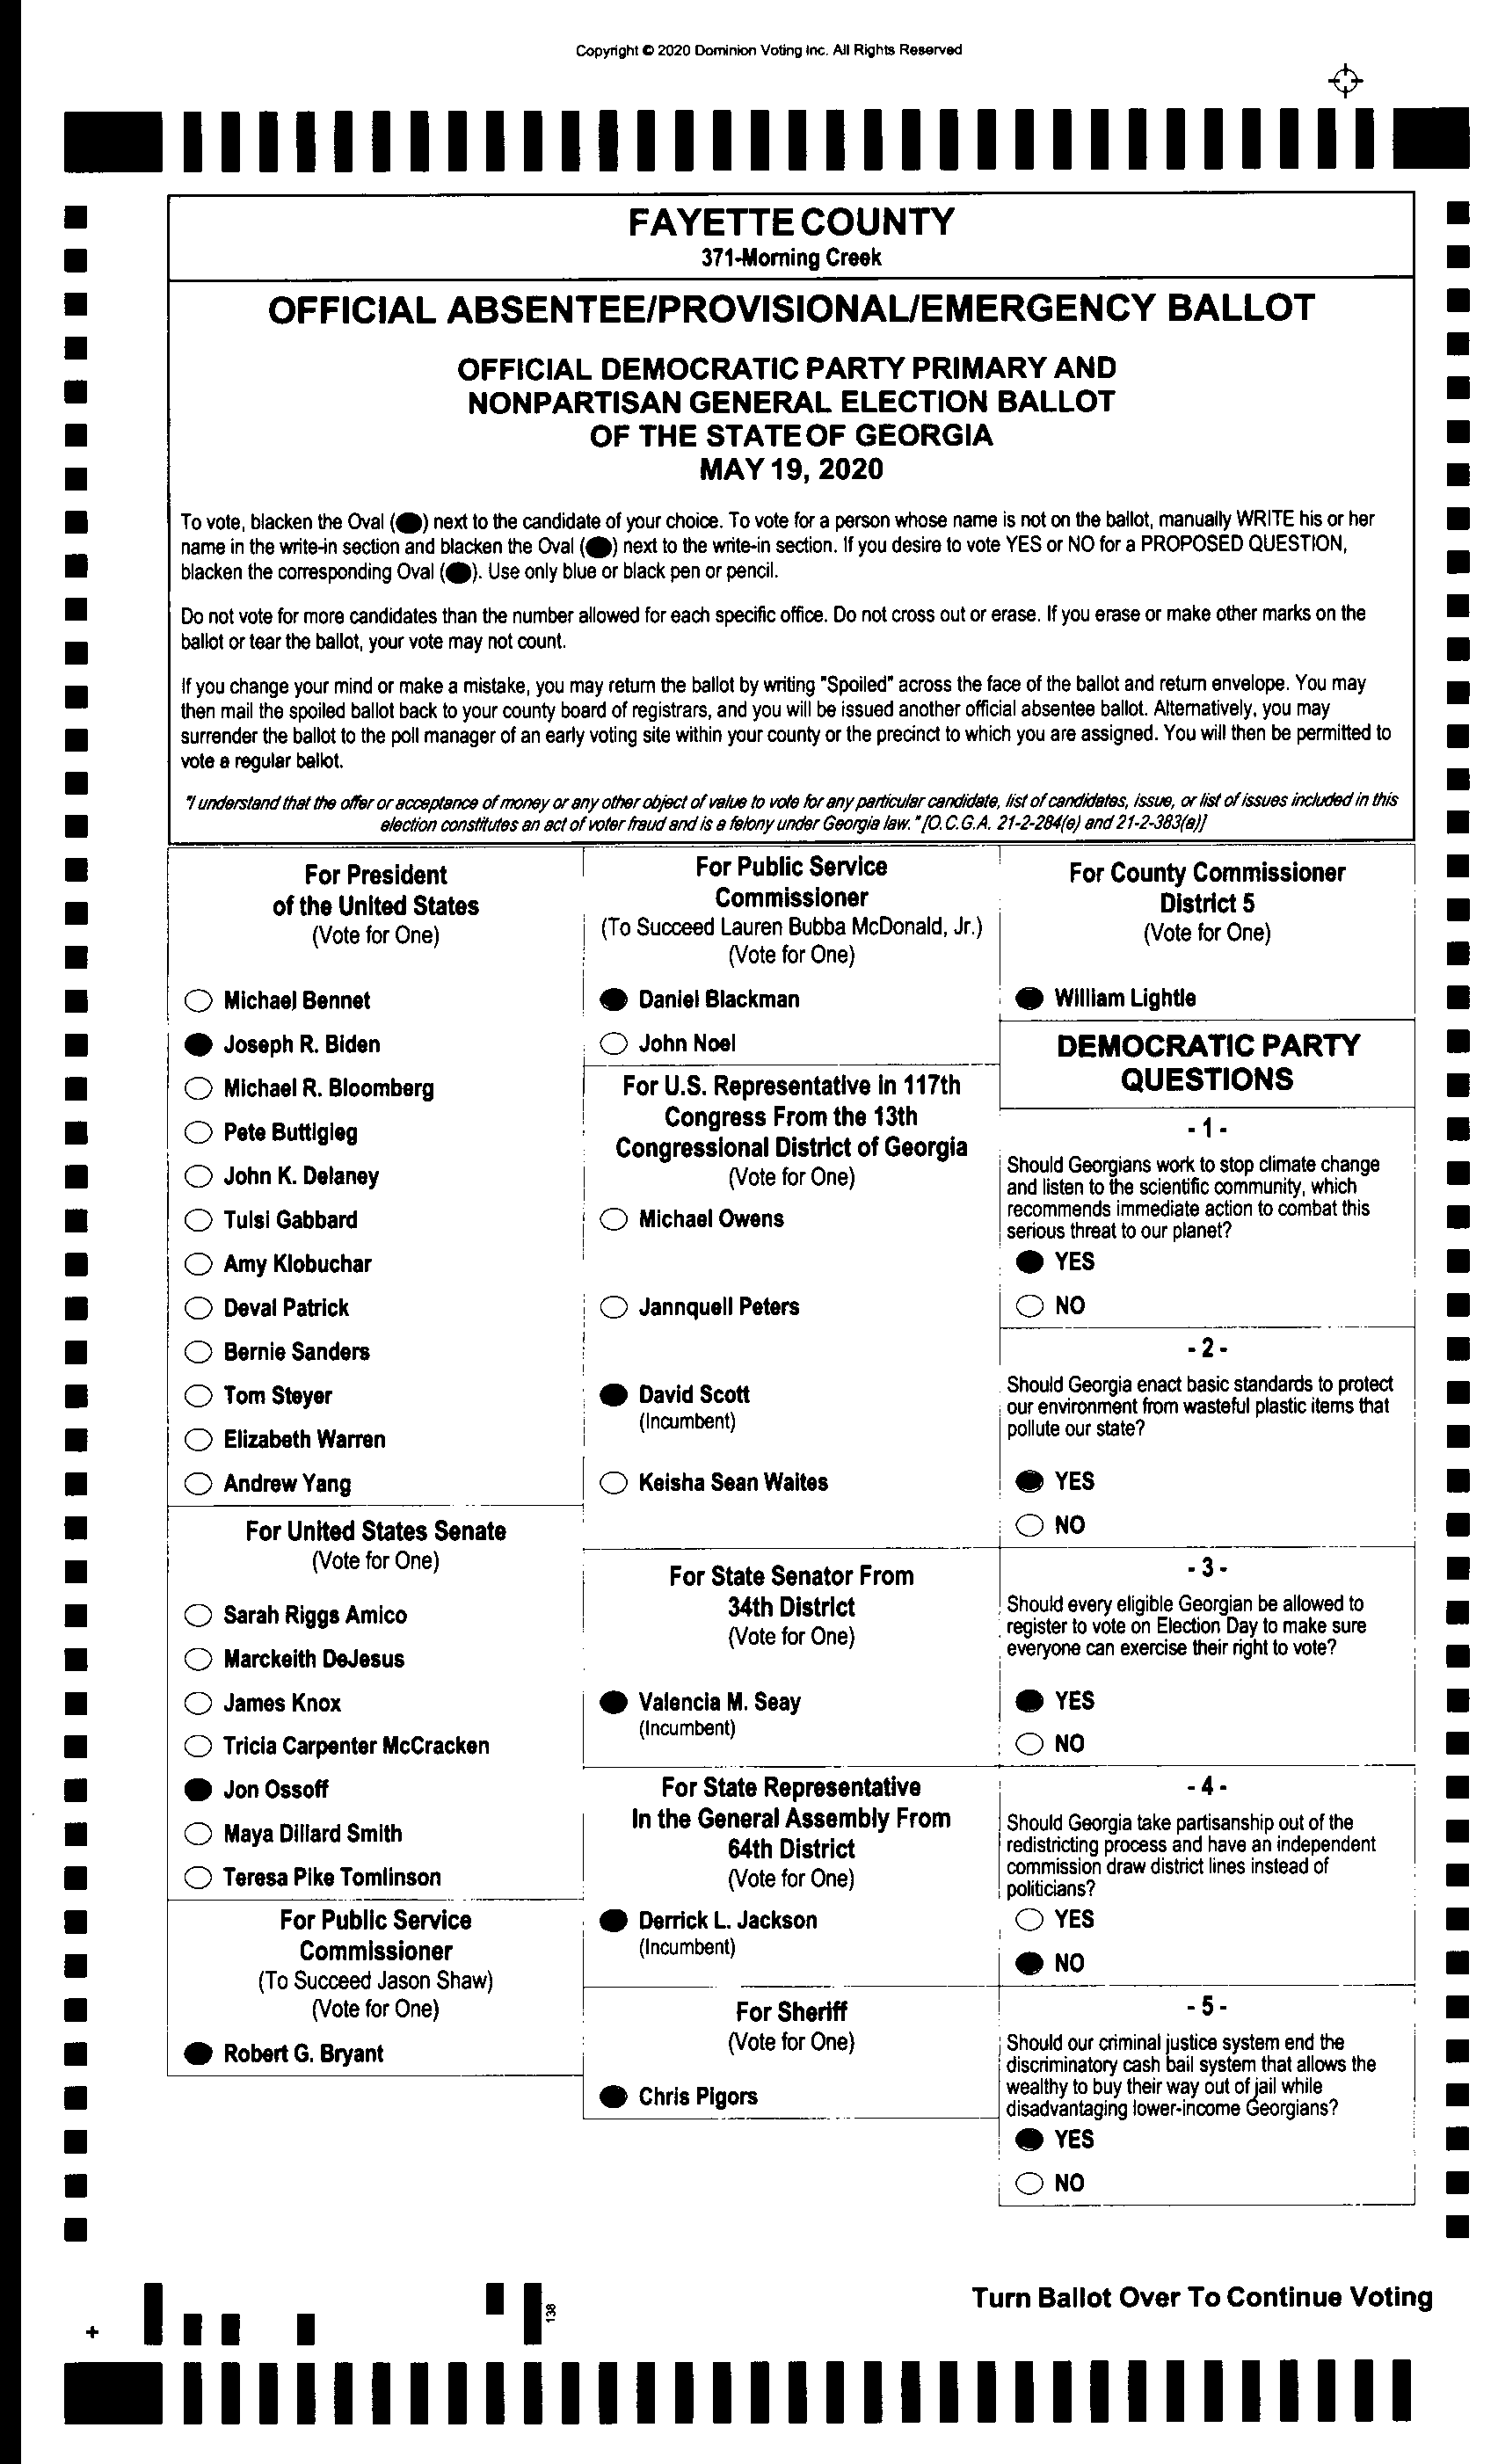 Copyright © 2020 Dominion Voting Inc. All Rights Reserved
FAYETTE COUNTY
371-Morning Creek
OFFICIAL ABSENTEE/PROVISIONAL/EMERGENCY BALLOT
OFFICIAL DEMOCRATIC PARTY PRIMARY AND
NONPARTISAN GENERAL ELECTION BALLOT
OF THE STATE OF GEORGIA
MAY 19, 2020
To vote, blacken the Oval (⬬) next to the candidate of your choice. To vote for a person whose name is not on the ballot, manually WRITE his or her
name in the write-in section and blacken the Oval (⬬) next to the write-in section. If you desire to vote YES or NO for a PROPOSED QUESTION,
blacken the corresponding Oval (⬬). Use only blue or black pen or pencil.
Do not vote for more candidates than the number allowed for each specific office. Do not cross out or erase. If you erase or make other marks on the
ballot or tear the ballot, your vote may not count.
If you change your mind or make a mistake, you may return the ballot by writing "Spoiled" across the face of the ballot and return envelope. You may
then mail the spoiled ballot back to your county board of registrars, and you will be issued another official absentee ballot. Alternatively, you may
surrender the ballot to the poll manager of an early voting site within your county or the precinct to which you are assigned. You will then be permitted to
vote a regular ballot.
"I understand that the offer or acceptance of money or any other object of value to vote for any particular candidate, list of candidates, issue, or list of issues included in this
election constitutes an act of voter fraud and is a felony under Georgia law." [O.C.G.A. 21-2-284(e) and 21-2-383(a)]
For President
of the United States
(Vote for One)
Michael Bennet
Joseph R. Biden
Michael R. Bloomberg
Pete Buttigieg
John K. Delaney
Tulsi Gabbard
Amy Klobuchar
Deval Patrick
Bernie Sanders
Tom Steyer
Elizabeth Warren
Andrew Yang
For United States Senate
(Vote for One)
Sarah Riggs Amico
Marckeith DeJesus
James Knox
Tricia Carpenter McCracken
Jon Ossoff
Maya Dillard Smith
Teresa Pike Tomlinson
For Public Service
Commissioner
(To Succeed Jason Shaw)
(Vote for One)
Robert G. Bryant
For Public Service
Commissioner
(To Succeed Lauren Bubba McDonald, Jr.)
(Vote for One)
Daniel Blackman
John Noel
For U.S. Representative in 117th
Congress From the 13th
Congressional District of Georgia
(Vote for One)
Michael Owens
Jannquell Peters
David Scott
(Incumbent)
Keisha Sean Waites
For State Senator From
34th District
(Vote for One)
Valencia M. Seay
(Incumbent)
For State Representative
In the General Assembly From
64th District
(Vote for One)
Derrick L. Jackson
(Incumbent)
For Sheriff
(Vote for One)
Chris Pigors
For County Commissioner
District 5
(Vote for One)
William Lightle
DEMOCRATIC PARTY
QUESTIONS
- 1 -
Should Georgians work to stop climate change
and listen to the scientific community, which
recommends immediate action to combat this
serious threat to our planet?
YES
NO
- 2 -
Should Georgia enact basic standards to protect
our environment from wasteful plastic items that
pollute our state?
YES
NO
- 3 -
Should every eligible Georgian be allowed to
register to vote on Election Day to make sure
everyone can exercise their right to vote?
YES
NO
- 4 -
Should Georgia take partisanship out of the
redistricting process and have an independent
commission draw district lines instead of
politicians?
YES
NO
- 5 -
Should our criminal justice system end the
discriminatory cash bail system that allows the
wealthy to buy their way out of jail while
disadvantaging lower-income Georgians?
YES
NO
Turn Ballot Over To Continue Voting
138
+